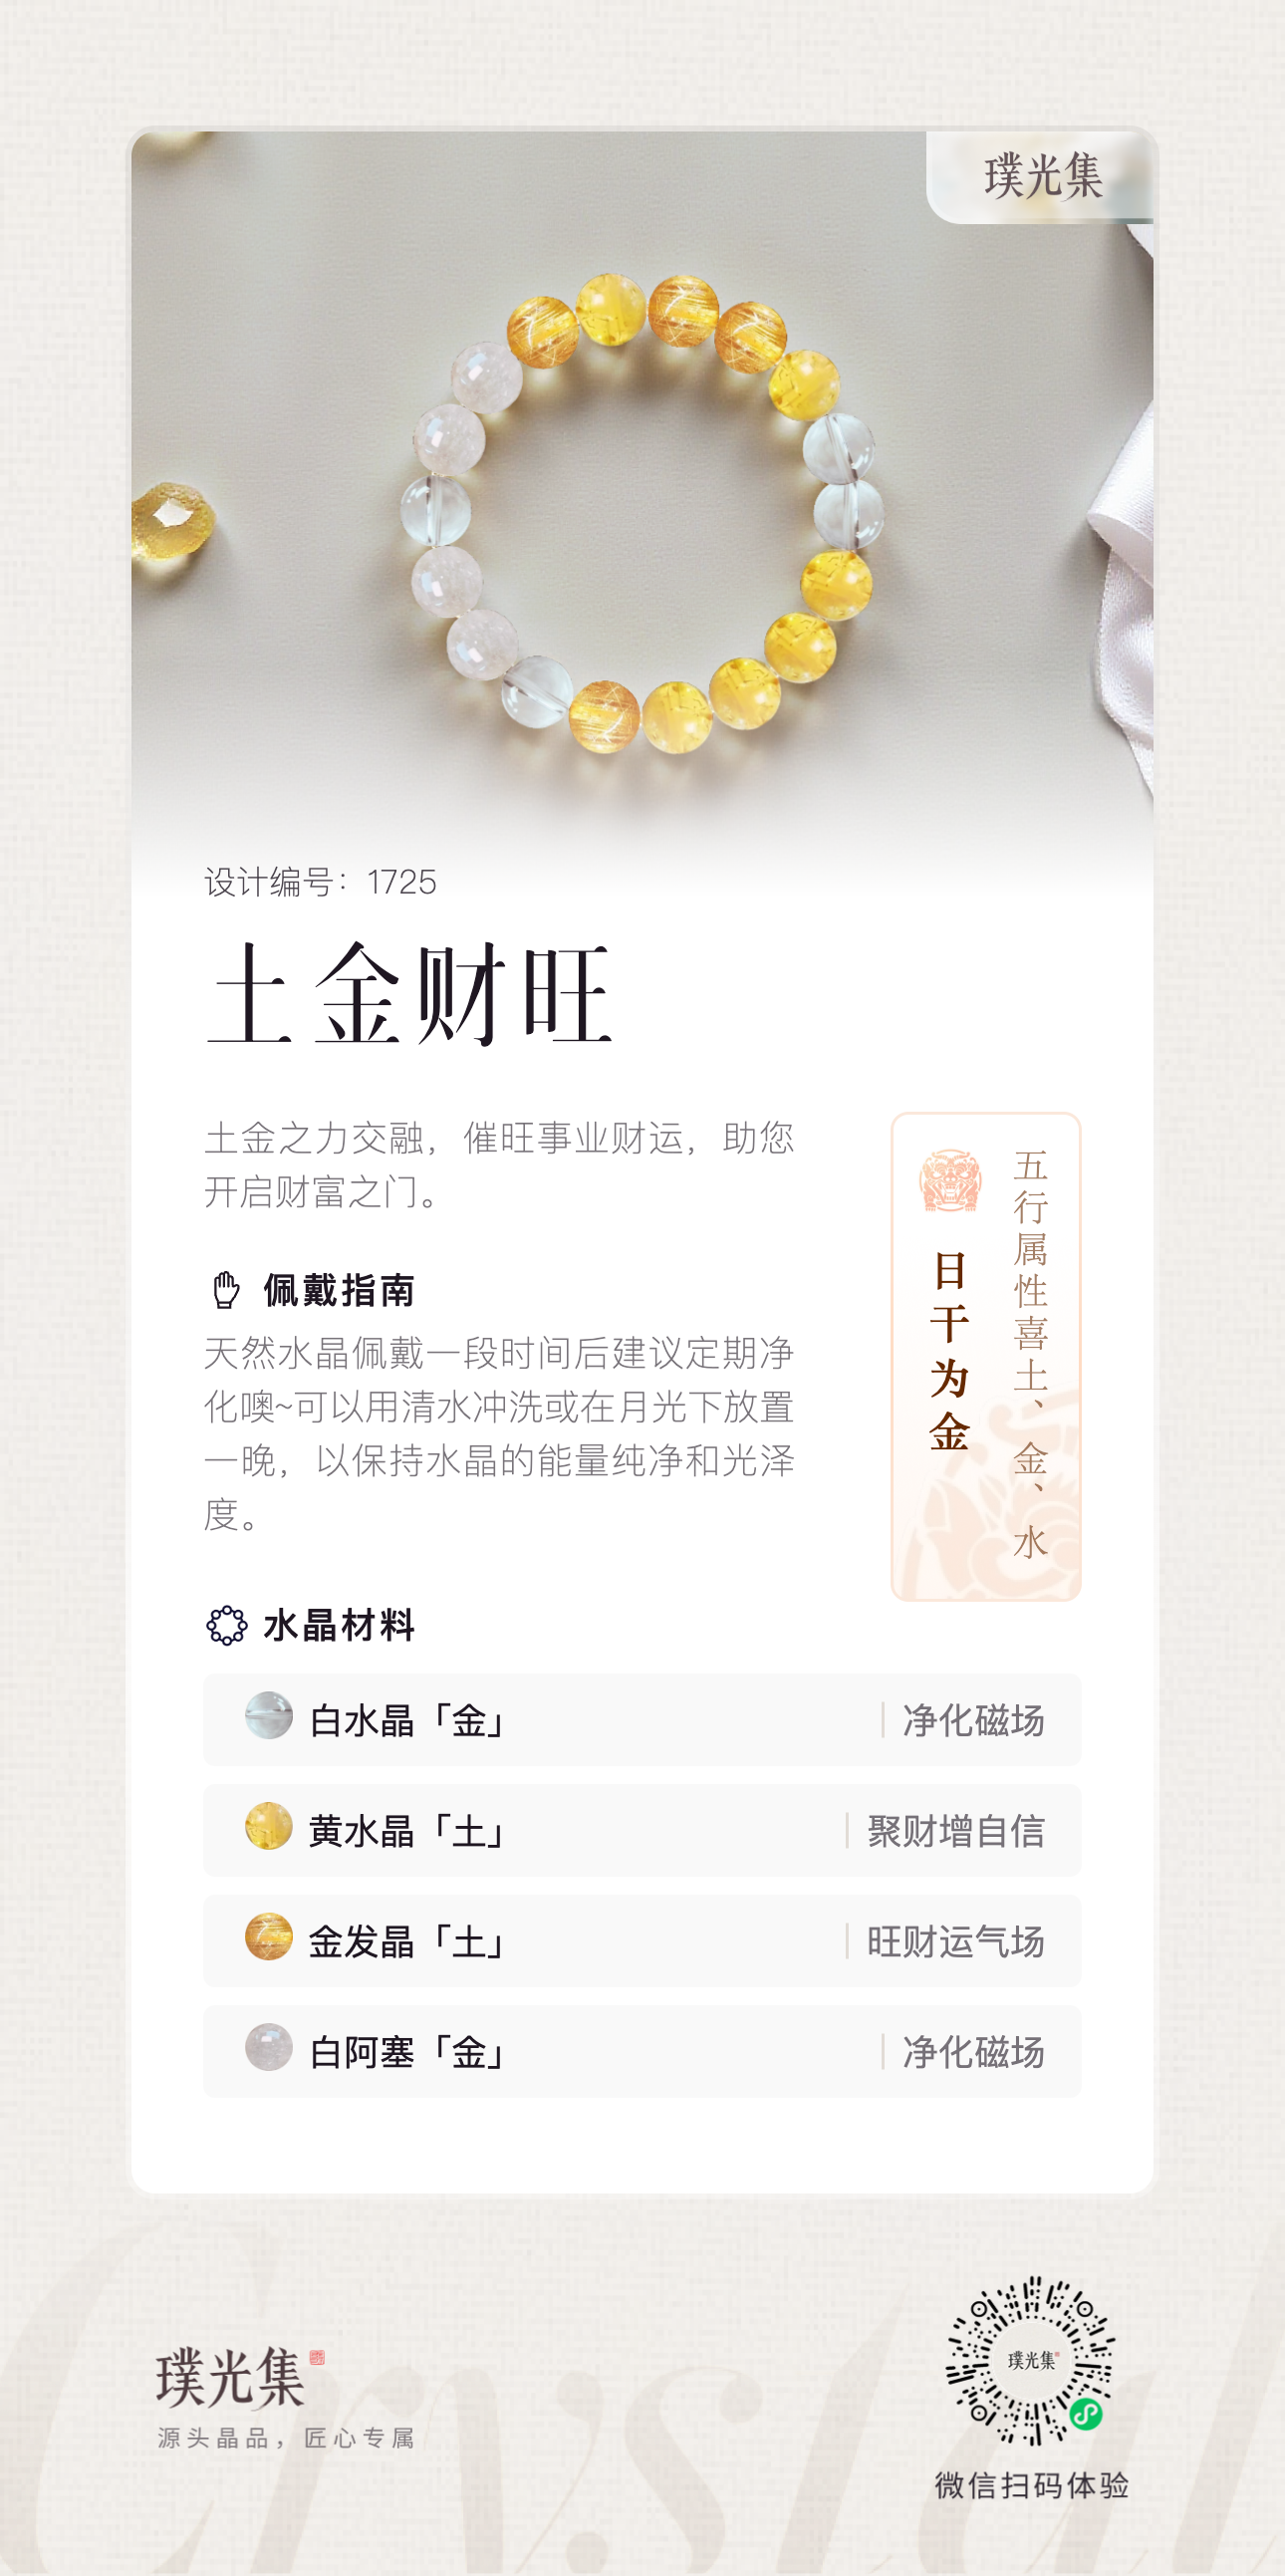 璞光集
设计编号：1725
土金财旺
土金之力交融，催旺事业财运，助您
开启财富之门。
五行属性喜土、金、水
日干为金
佩戴指南
天然水晶佩戴一段时间后建议定期净
化噢~可以用清水冲洗或在月光下放置
一晚，以保持水晶的能量纯净和光泽
度。
水晶材料
白水晶「金」 净化磁场
黄水晶「土」 聚财增自信
金发晶「土」 旺财运气场
白阿塞「金」 净化磁场
Crystal
璞光集
源头晶品，匠心专属
璞光集
微信扫码体验